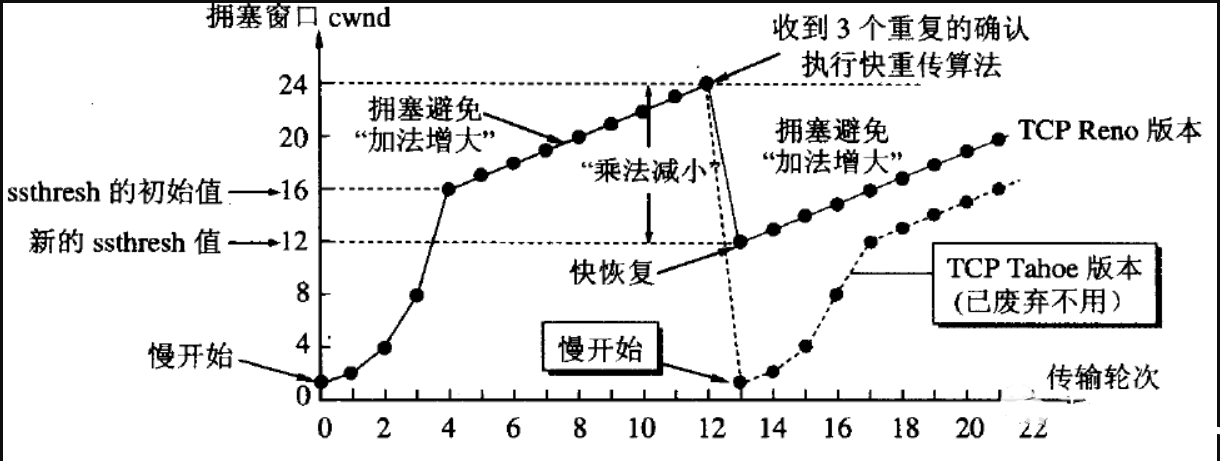 拥塞窗口 cwnd
收到 3 个重复的确认
执行快重传算法
24
拥塞避免
“加法增大”
20
拥塞避免
“加法增大”
TCP Reno 版本
“乘法减小”
ssthresh 的初始值
16
新的 ssthresh 值
12
快恢复
TCP Tahoe 版本
(已废弃不用)
8
慢开始
4
慢开始
传输轮次
0
0 2 4 6 8 10 12 14 16 18 20 22